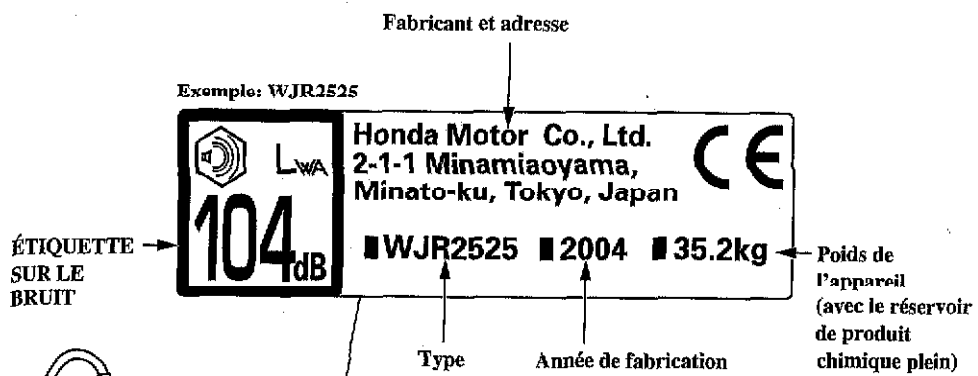 Fabricant et adresse
Exemple: WJR2525
LWA
104dB
Honda Motor Co., Ltd.
2-1-1 Minamiaoyama,
Minato-ku, Tokyo, Japan
CE
■WJR2525 ■2004 ■35.2kg
ÉTIQUETTE
SUR LE
BRUIT
Type
Année de fabrication
Poids de
l'appareil
(avec le réservoir
de produit
chimique plein)